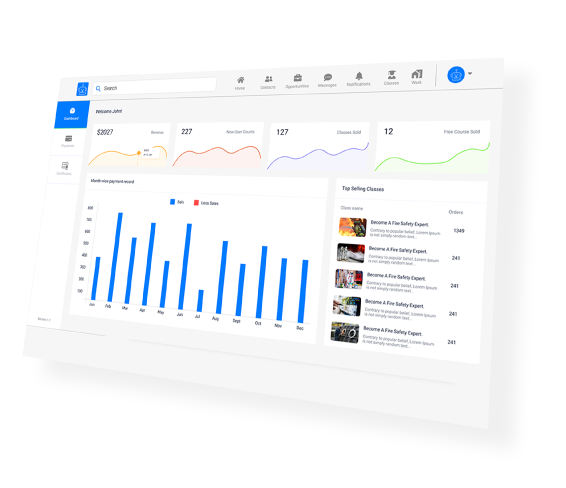 Search
Home
Contacts
Opportunities
Messages
Notifications
Classes
Work
Dashboard
Welcome John!
$2027
Revenue
227
New User Counts
127
Classes Sold
12
Free Course Sold
Month wise payment record
Top Selling Classes
Class name
Orders
800
700
600
500
400
300
200
100
Jan
Feb
Mar
Apr
May
Jun
Jul
Aug
Sept
Oct
Nov
Dec
Become A Fire Safety Expert.
Contrary to popular belief, Lorem Ipsum
is not simply random text...
1349
Become A Fire Safety Expert.
Contrary to popular belief, Lorem Ipsum
is not simply random text...
241
Become A Fire Safety Expert.
Contrary to popular belief, Lorem Ipsum
is not simply random text...
241
Become A Fire Safety Expert.
Contrary to popular belief, Lorem Ipsum
is not simply random text...
241
Become A Fire Safety Expert.
Contrary to popular belief, Lorem Ipsum
is not simply random text...
241